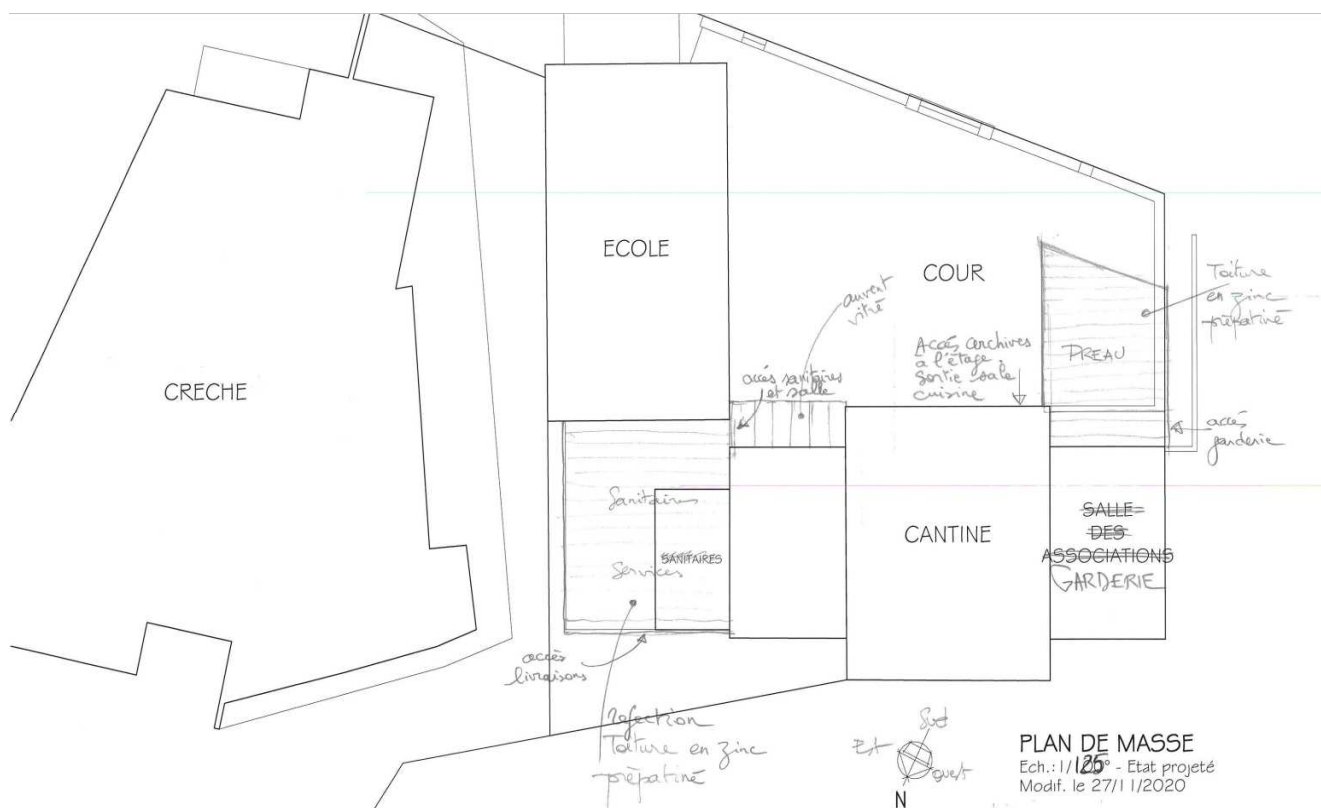 ECOLE
COUR
CRECHE
auvent
vitré
Toiture
en zinc
prépatiné
PREAU
Accès archives
à l'étage,
sortie sale
cuisine
accès sanitaires
et salle
accès
garderie
Sanitaires
SANITAIRES
Services
CANTINE
SALLE
DES
ASSOCIATIONS
GARDERIE
accès
livraisons
réfection
Toiture en zinc
prépatiné
Sud
Est
ouest
N
PLAN DE MASSE
Ech.: 1/125° - Etat projeté
Modif. le 27/11/2020